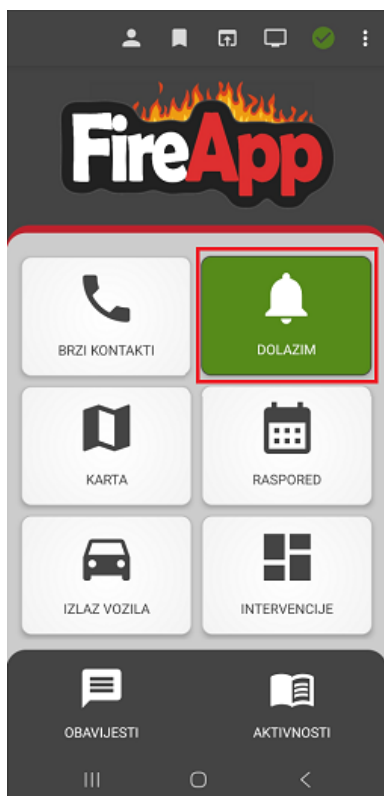 FireApp
BRZI KONTAKTI
DOLAZIM
KARTA
RASPORED
IZLAZ VOZILA
INTERVENCIJE
OBAVIJESTI
AKTIVNOSTI